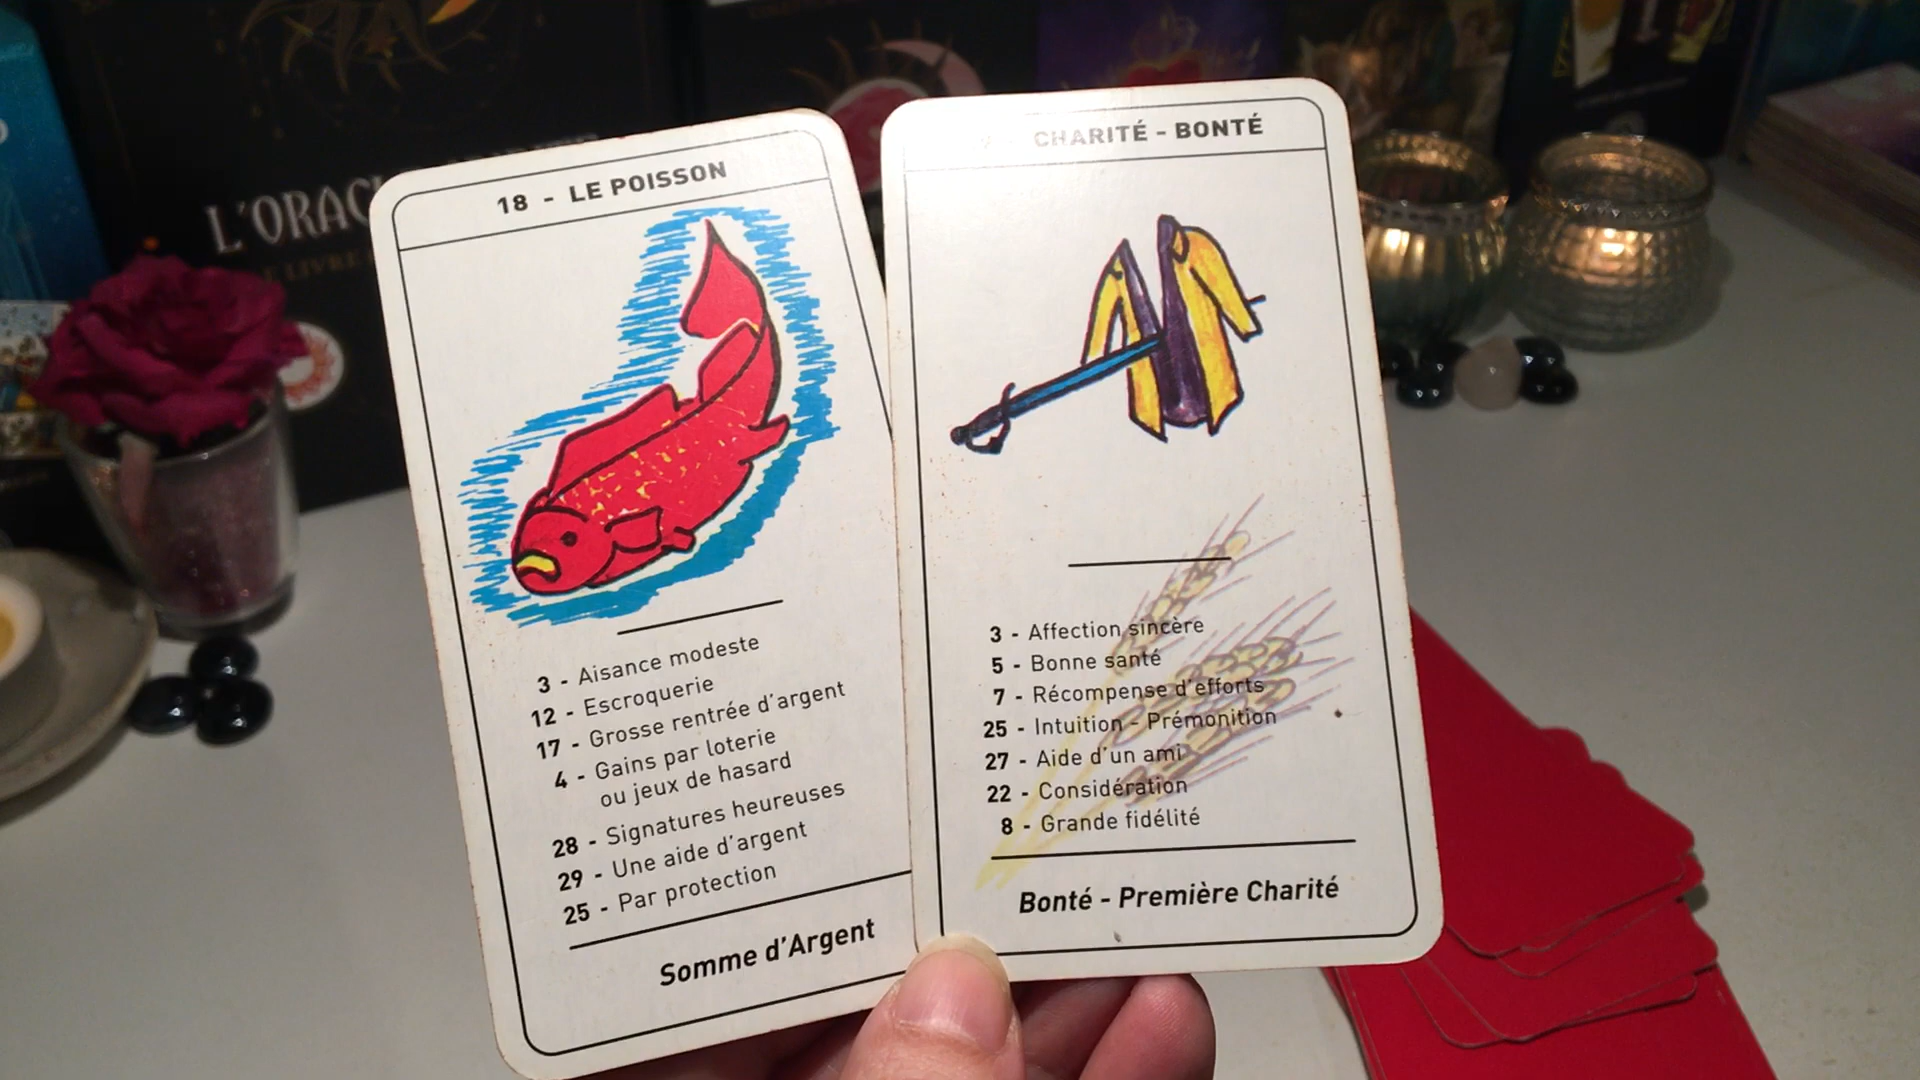 18 - LE POISSON
3 - Aisance modeste
12 - Escroquerie
17 - Grosse rentrée d'argent
4 - Gains par loterie
ou jeux de hasard
28 - Signatures heureuses
29 - Une aide d'argent
25 - Par protection
Somme d'Argent
CHARITÉ - BONTÉ
3 - Affection sincère
5 - Bonne santé
7 - Récompense d'efforts
25 - Intuition - Prémonition
27 - Aide d'un ami
22 - Considération
8 - Grande fidélité
Bonté - Première Charité
L'ORAC
LIVRE